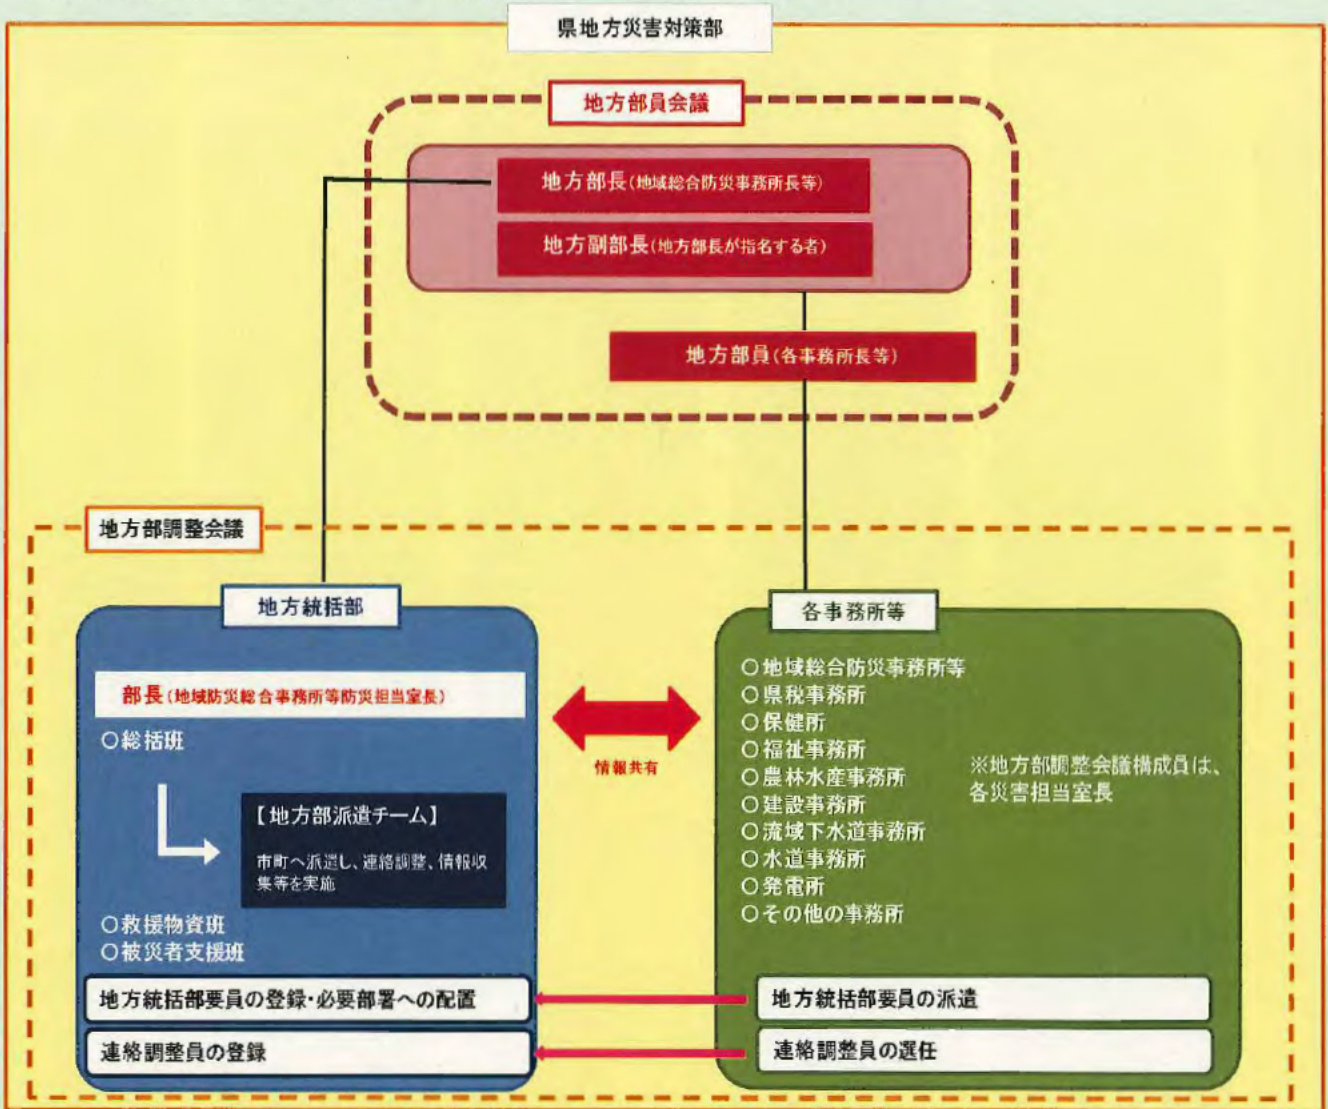 県地方災害対策部
地方部員会議
地方部長(地域総合防災事務所長等)
地方副部長(地方部長が指名する者)
地方部員(各事務所長等)
地方部調整会議
地方統括部
部長(地域防災総合事務所等防災担当室長)
○総括班
【地方部派遣チーム】
市町へ派遣し、連絡調整、情報収
集等を実施
○救援物資班
○被災者支援班
地方統括部要員の登録・必要部署への配置
連絡調整員の登録
情報共有
各事務所等
○地域総合防災事務所等
○県税事務所
○保健所
○福祉事務所
○農林水産事務所
○建設事務所
○流域下水道事務所
○水道事務所
○発電所
○その他の事務所
※地方部調整会議構成員は、
各災害担当室長
地方統括部要員の派遣
連絡調整員の選任